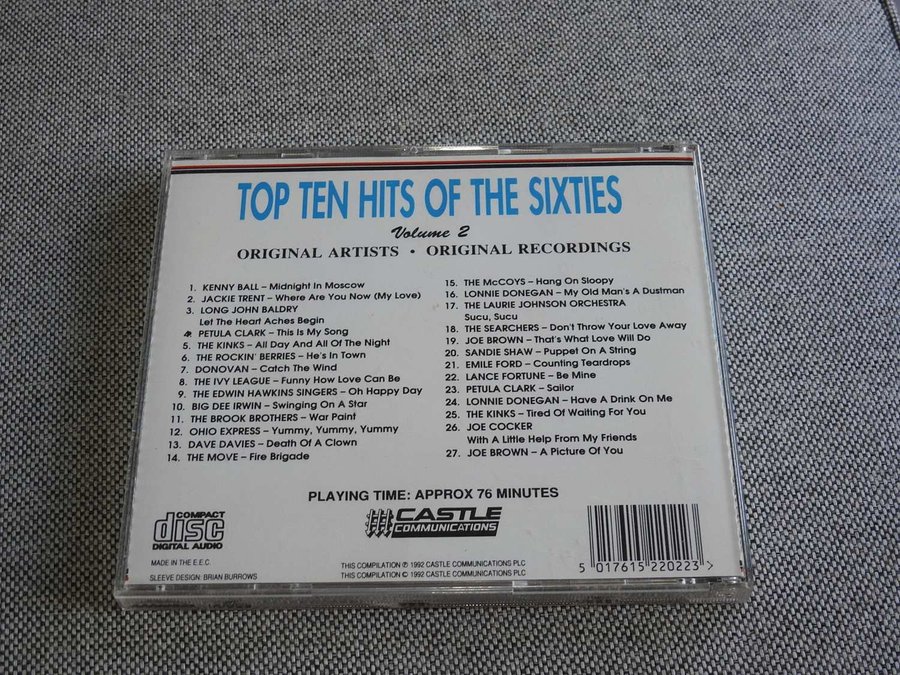 TOP TEN HITS OF THE SIXTIES
Volume 2
ORIGINAL ARTISTS • ORIGINAL RECORDINGS
1. KENNY BALL – Midnight In Moscow
2. JACKIE TRENT – Where Are You Now (My Love)
3. LONG JOHN BALDRY
Let The Heart Aches Begin
4. PETULA CLARK – This Is My Song
5. THE KINKS – All Day And All Of The Night
6. THE ROCKIN' BERRIES – He's In Town
7. DONOVAN – Catch The Wind
8. THE IVY LEAGUE – Funny How Love Can Be
9. THE EDWIN HAWKINS SINGERS – Oh Happy Day
10. BIG DEE IRWIN – Swinging On A Star
11. THE BROOK BROTHERS – War Paint
12. OHIO EXPRESS – Yummy, Yummy, Yummy
13. DAVE DAVIES – Death Of A Clown
14. THE MOVE – Fire Brigade
15. THE McCOYS – Hang On Sloopy
16. LONNIE DONEGAN – My Old Man's A Dustman
17. THE LAURIE JOHNSON ORCHESTRA
Sucu, Sucu
18. THE SEARCHERS – Don't Throw Your Love Away
19. JOE BROWN – That's What Love Will Do
20. SANDIE SHAW – Puppet On A String
21. EMILE FORD – Counting Teardrops
22. LANCE FORTUNE – Be Mine
23. PETULA CLARK – Sailor
24. LONNIE DONEGAN – Have A Drink On Me
25. THE KINKS – Tired Of Waiting For You
26. JOE COCKER
With A Little Help From My Friends
27. JOE BROWN – A Picture Of You
PLAYING TIME: APPROX 76 MINUTES
COMPACT
disc
DIGITAL AUDIO
CASTLE
COMMUNICATIONS
MADE IN THE E.E.C.
SLEEVE DESIGN: BRIAN BURROWS
THIS COMPILATION ℗ 1992 CASTLE COMMUNICATIONS PLC
THIS COMPILATION © 1992 CASTLE COMMUNICATIONS PLC
5 017615 220223 >